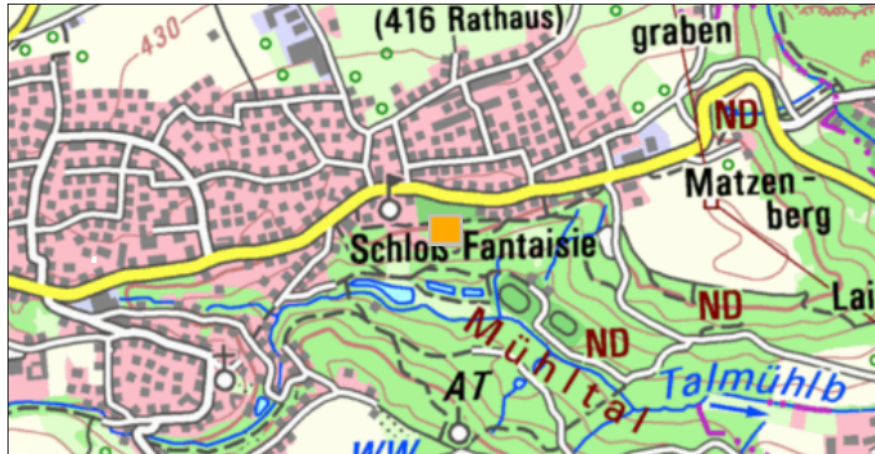 (416 Rathaus)
graben
430
ND
Matzen-
berg
Schloß Fantaisie
ND
Lai
Mühltal
ND
AT
Talmühlb
WW